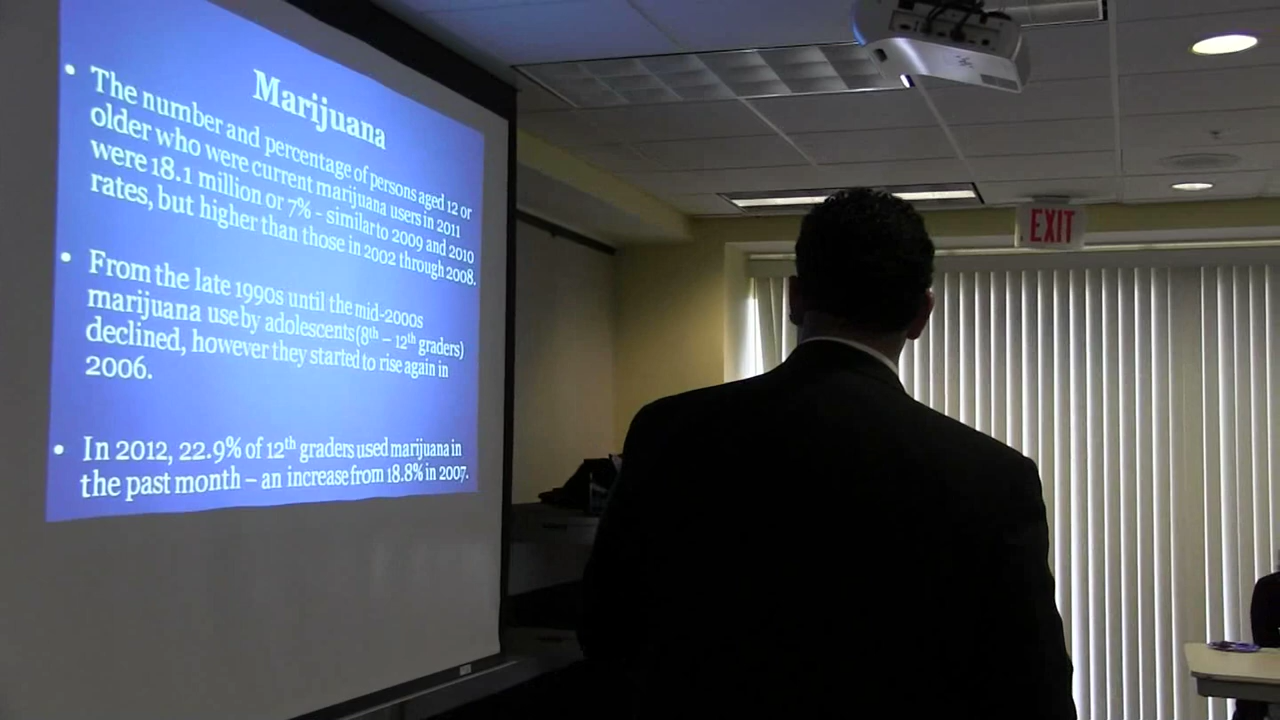 Marijuana
• The number and percentage of persons aged 12 or
older who were current marijuana users in 2011
were 18.1 million or 7% - similar to 2009 and 2010
rates, but higher than those in 2002 through 2008.
• From the late 1990s until the mid-2000s
marijuana use by adolescents (8th – 12th graders)
declined, however they started to rise again in
2006.
• In 2012, 22.9% of 12th graders used marijuana in
the past month – an increase from 18.8% in 2007.
EXIT